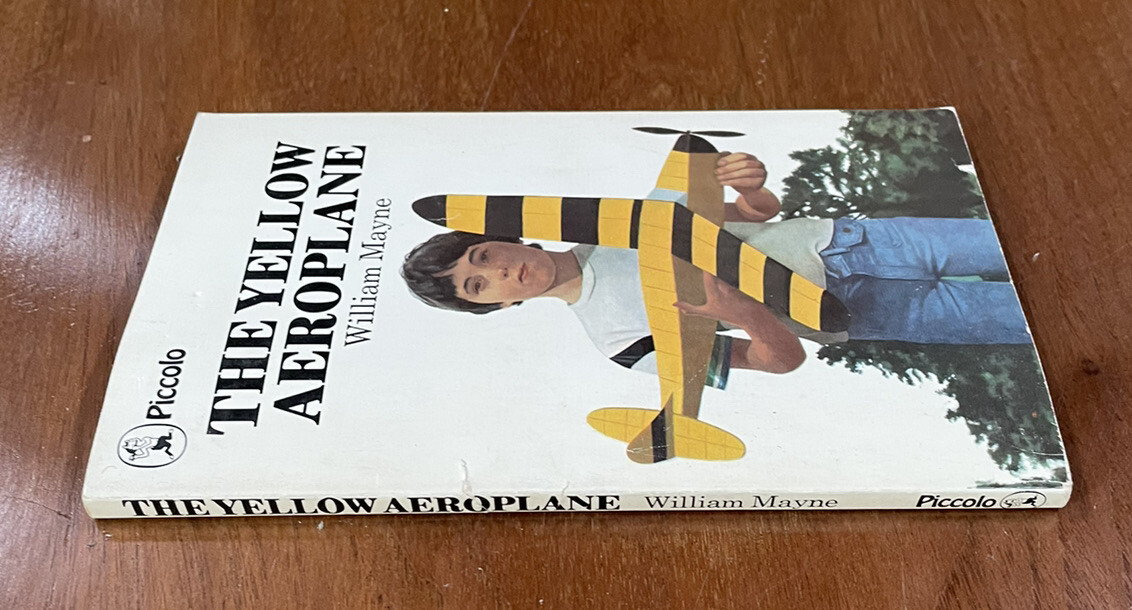 Piccolo
THE YELLOW
AEROPLANE
William Mayne
THE YELLOW AEROPLANE William Mayne Piccolo